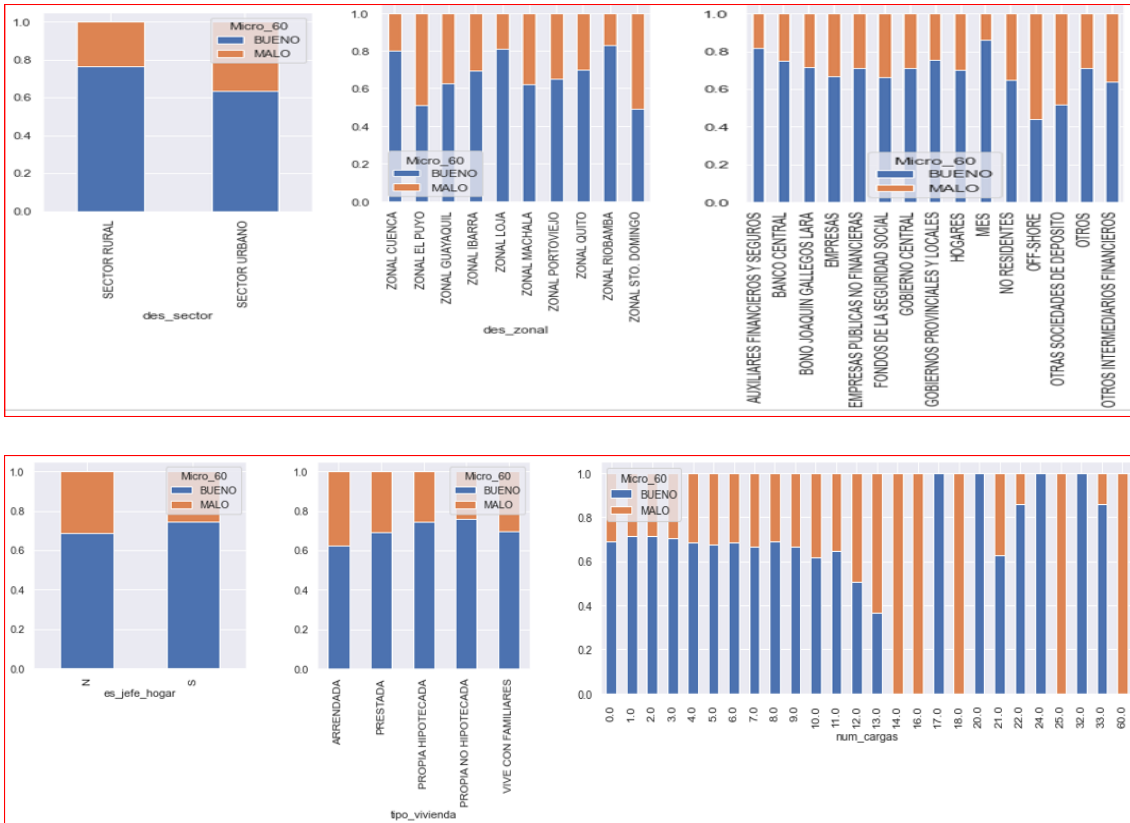 1.0
0.8
0.6
0.4
0.2
0.0
Micro_60
BUENO
MALO
SECTOR RURAL
SECTOR URBANO
des_sector
1.0
0.8
0.6
0.4
0.2
0.0
Micro_60
BUENO
MALO
ZONAL CUENCA
ZONAL EL PUYO
ZONAL GUAYAQUIL
ZONAL IBARRA
ZONAL LOJA
ZONAL MACHALA
ZONAL PORTOVIEJO
ZONAL QUITO
ZONAL RIOBAMBA
ZONAL STO. DOMINGO
des_zonal
1.0
0.8
0.6
0.4
0.2
0.0
Micro_60
BUENO
MALO
AUXILIARES FINANCIEROS Y SEGUROS
BANCO CENTRAL
BONO JOAQUIN GALLEGOS LARA
EMPRESAS
EMPRESAS PUBLICAS NO FINANCIERAS
FONDOS DE LA SEGURIDAD SOCIAL
GOBIERNO CENTRAL
GOBIERNOS PROVINCIALES Y LOCALES
HOGARES
MIES
NO RESIDENTES
OFF-SHORE
OTRAS SOCIEDADES DE DEPOSITO
OTROS
OTROS INTERMEDIARIOS FINANCIEROS
1.0
0.8
0.6
0.4
0.2
0.0
Micro_60
BUENO
MALO
N
S
es_jefe_hogar
1.0
0.8
0.6
0.4
0.2
0.0
Micro_60
BUENO
MALO
ARRENDADA
PRESTADA
PROPIA HIPOTECADA
PROPIA NO HIPOTECADA
VIVE CON FAMILIARES
tipo_vivienda
1.0
0.8
0.6
0.4
0.2
0.0
Micro_60
BUENO
MALO
0.0
1.0
2.0
3.0
4.0
5.0
6.0
7.0
8.0
9.0
10.0
11.0
12.0
13.0
14.0
16.0
17.0
18.0
20.0
21.0
22.0
24.0
25.0
32.0
33.0
60.0
num_cargas